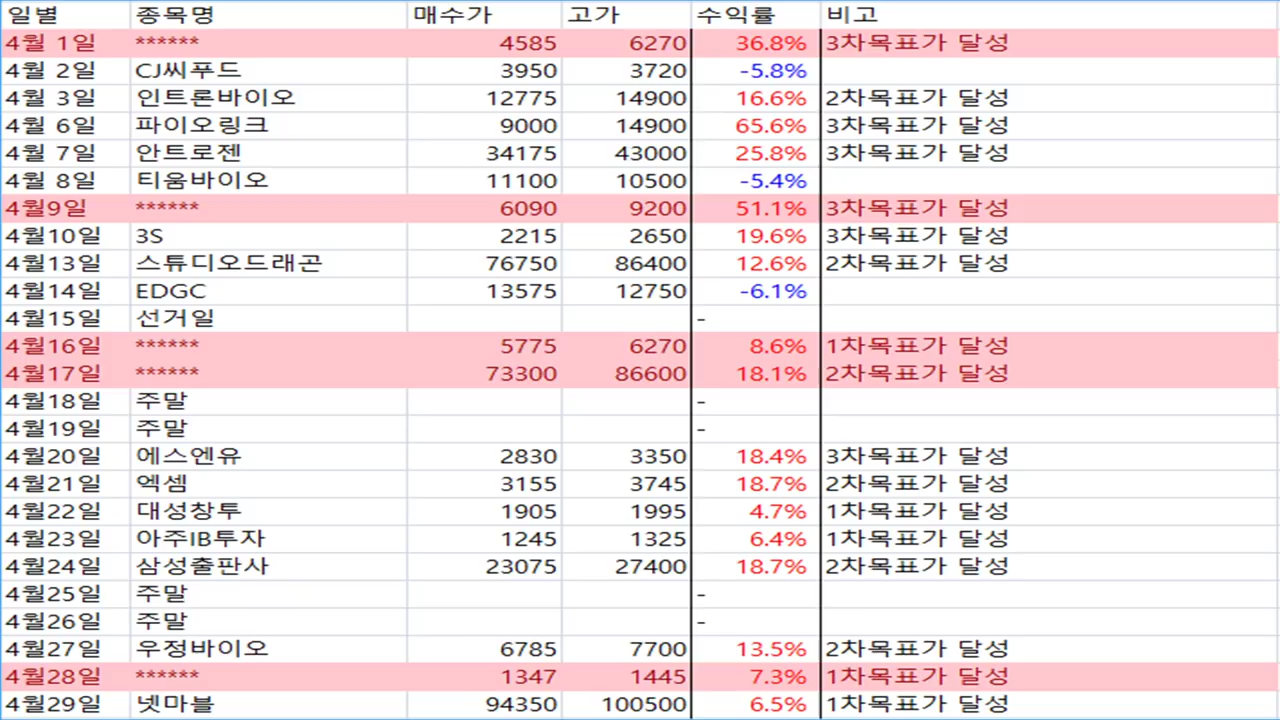 일별 종목명 매수가 고가 수익률 비고
4월 1일 ****** 4585 6270 36.8% 3차목표가 달성
4월 2일 CJ씨푸드 3950 3720 -5.8%
4월 3일 인트론바이오 12775 14900 16.6% 2차목표가 달성
4월 6일 파이오링크 9000 14900 65.6% 3차목표가 달성
4월 7일 안트로젠 34175 43000 25.8% 3차목표가 달성
4월 8일 티움바이오 11100 10500 -5.4%
4월9일 ****** 6090 9200 51.1% 3차목표가 달성
4월10일 3S 2215 2650 19.6% 3차목표가 달성
4월13일 스튜디오드래곤 76750 86400 12.6% 2차목표가 달성
4월14일 EDGC 13575 12750 -6.1%
4월15일 선거일 -
4월16일 ****** 5775 6270 8.6% 1차목표가 달성
4월17일 ****** 73300 86600 18.1% 2차목표가 달성
4월18일 주말 -
4월19일 주말 -
4월20일 에스엔유 2830 3350 18.4% 3차목표가 달성
4월21일 엑셈 3155 3745 18.7% 2차목표가 달성
4월22일 대성창투 1905 1995 4.7% 1차목표가 달성
4월23일 아주IB투자 1245 1325 6.4% 1차목표가 달성
4월24일 삼성출판사 23075 27400 18.7% 2차목표가 달성
4월25일 주말 -
4월26일 주말 -
4월27일 우정바이오 6785 7700 13.5% 2차목표가 달성
4월28일 ****** 1347 1445 7.3% 1차목표가 달성
4월29일 넷마블 94350 100500 6.5% 1차목표가 달성